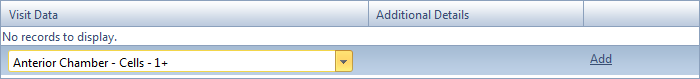 Visit Data Additional Details
No records to display.
Anterior Chamber - Cells - 1+ Add